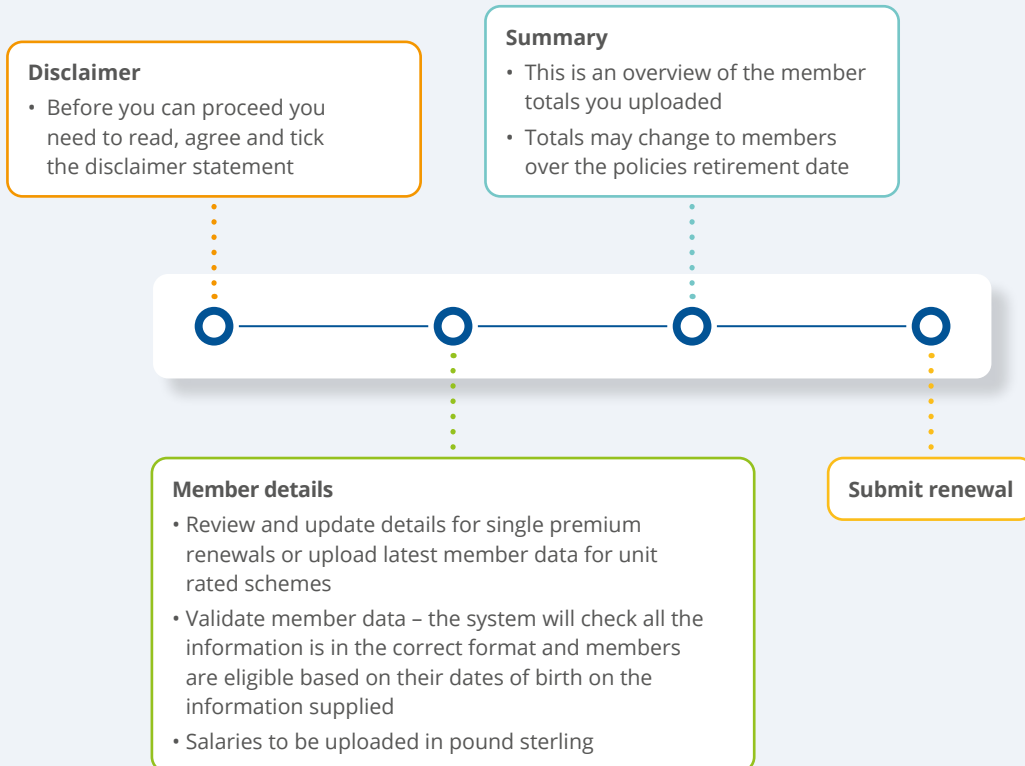 Disclaimer
• Before you can proceed you
need to read, agree and tick
the disclaimer statement
Summary
• This is an overview of the member
totals you uploaded
• Totals may change to members
over the policies retirement date
Member details
• Review and update details for single premium
renewals or upload latest member data for unit
rated schemes
• Validate member data – the system will check all the
information is in the correct format and members
are eligible based on their dates of birth on the
information supplied
• Salaries to be uploaded in pound sterling
Submit renewal